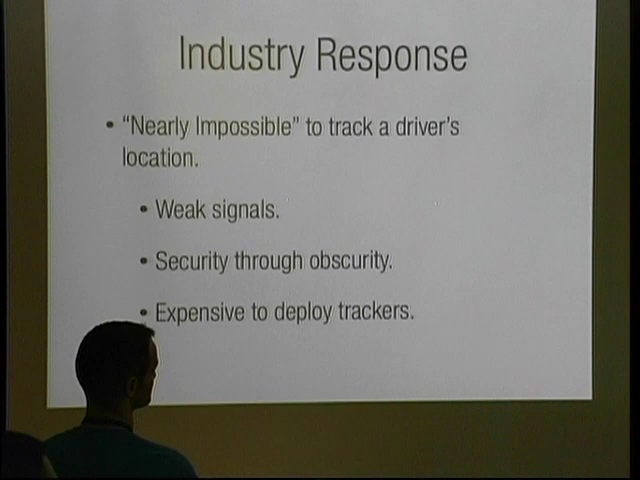 Industry Response
• "Nearly Impossible" to track a driver's
location.
• Weak signals.
• Security through obscurity.
• Expensive to deploy trackers.